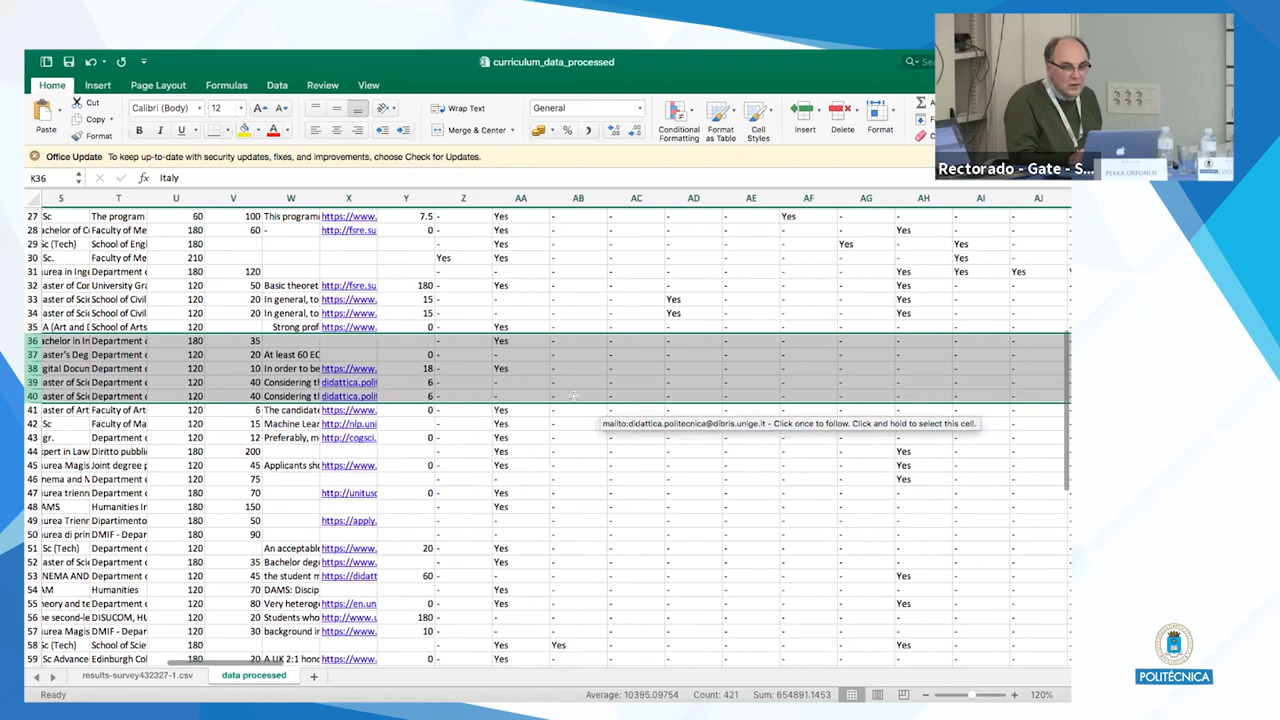 curriculum_data_processed
Home Insert Page Layout Formulas Data Review View
Paste Cut Copy Format
Calibri (Body) 12
B I U
Wrap Text
Merge & Center
General
Conditional Formatting
Format as Table
Cell Styles
Insert Delete Format
Office Update To keep up-to-date with security updates, fixes, and improvements, choose Check for Updates.
K36 fx Italy
S T U V W X Y Z AA AB AC AD AE AF AG AH AI AJ
27 Sc The program 60 100 This program https://www. 7.5 - Yes - - - - Yes - - - -
28 achelor of C Faculty of Me 180 60 - http://fsre.su 0 - Yes - - - - - - Yes - -
29 Sc (Tech) School of Engl 180 - Yes - - - - - Yes - Yes -
30 Sc. Faculty of Me 210 Yes Yes - - - - - - - Yes -
31 aurea in Inge Department o 180 120 - - - - - - - - Yes Yes Yes
32 aster of Con University Gra 120 50 Basic theoret http://fsre.su 180 - Yes - - - - - - Yes - -
33 aster of Scie School of Civil 120 20 In general, to https://www. 15 - - - - Yes - - - Yes - -
34 aster of Scie School of Civil 120 20 In general, to https://www. 15 - - - - Yes - - - Yes - -
35 A (Art and D School of Arts 120 Strong prof https://www. 0 - Yes - - - - - - - - -
36 achelor in In Department o 180 35 - Yes - - - - - - - - -
37 aster's Deg Department o 120 20 At least 60 EC 0 - - - - - - - - - - -
38 gital Docum Department o 120 10 In order to be https://www. 18 - Yes - - - - - - - - -
39 aster of Scie Department o 120 40 Considering th didattica.polit 6 - - - - - - - - - - -
40 aster of Scie Department o 120 40 Considering th didattica.polit 6 - - - - - - - - - -
41 aster of Art Faculty of Art 120 6 The candidate https://www. 0 - Yes - - - - - - - - -
mailto:didattica.politecnica@dibris.unige.it - Click once to follow. Click and hold to select this cell.
42 aster of Scie Faculty of Sc 120 15 Machine Lear http://nlp.uni - Yes -
43 gr. Department o 120 12 Preferably, m http://cogsci. 0 - Yes - - - - - - - - -
44 xpert in Law Diritto pubblic 180 200 - - - - - - - - Yes - -
45 aurea Magis Joint degree p 120 45 Applicants sho https://www. 0 - Yes - - - - - - Yes - -
46 nema and N Department o 120 75 - - - - - - - - Yes - -
47 urea trienn Department o 180 70 http://unitusc 0 - Yes - - - - - - - - -
48 AMS Humanities In 180 150 - Yes - - - - - - - - -
49 aurea Trienn Dipartimento 180 50 https://apply. - - - - - - - - - - -
50 aurea di prim DMIF - Depar 180 90 - - - - - - - - - - -
51 Sc (Tech) Department o 120 An acceptable https://www. 20 - Yes - - - - - - - - -
52 aster of Scie Department o 120 35 Bachelor degr https://www. - Yes - - - - - - - - -
53 NEMA AND Department o 120 45 the student m https://didatt 60 - - - - - - - - Yes - -
54 AM Humanities 120 70 DAMS: Discip - Yes - - - - - - - - -
55 heory and te Department o 120 80 Very heterog https://en.un 0 - Yes - - - - - - Yes - -
56 he second-le DISUCOM, HU 120 20 Students who https://www.u 180 - - - - - - - - - - -
57 aurea Magis DMIF - Depar 120 30 background in https://www. 10 - - - - - - - - - - -
58 Sc (Tech) School of Scie 180 - Yes Yes - - - - - Yes - -
59 Sc Advance Edinburgh Col 180 20 A UK 2:1 hono https://www. 0 - Yes - - - - - - - - -
results-survey432327-1.csv data processed
Ready Average: 10395.09754 Count: 421 Sum: 654891.1453 120%
Rectorado - Gate - S...
PEKKA ORPONEN
POLITÉCNICA